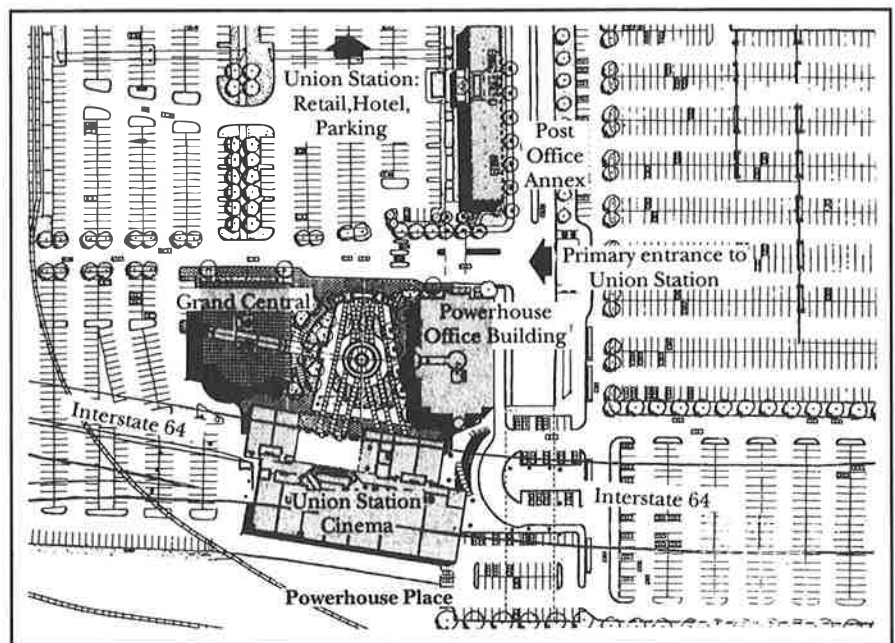 Union Station:
Retail,Hotel,
Parking
Post
Office
Annex
Primary entrance to
Union Station
Grand Central
Powerhouse
Office Building
Interstate 64
Interstate 64
Union Station
Cinema
Powerhouse Place